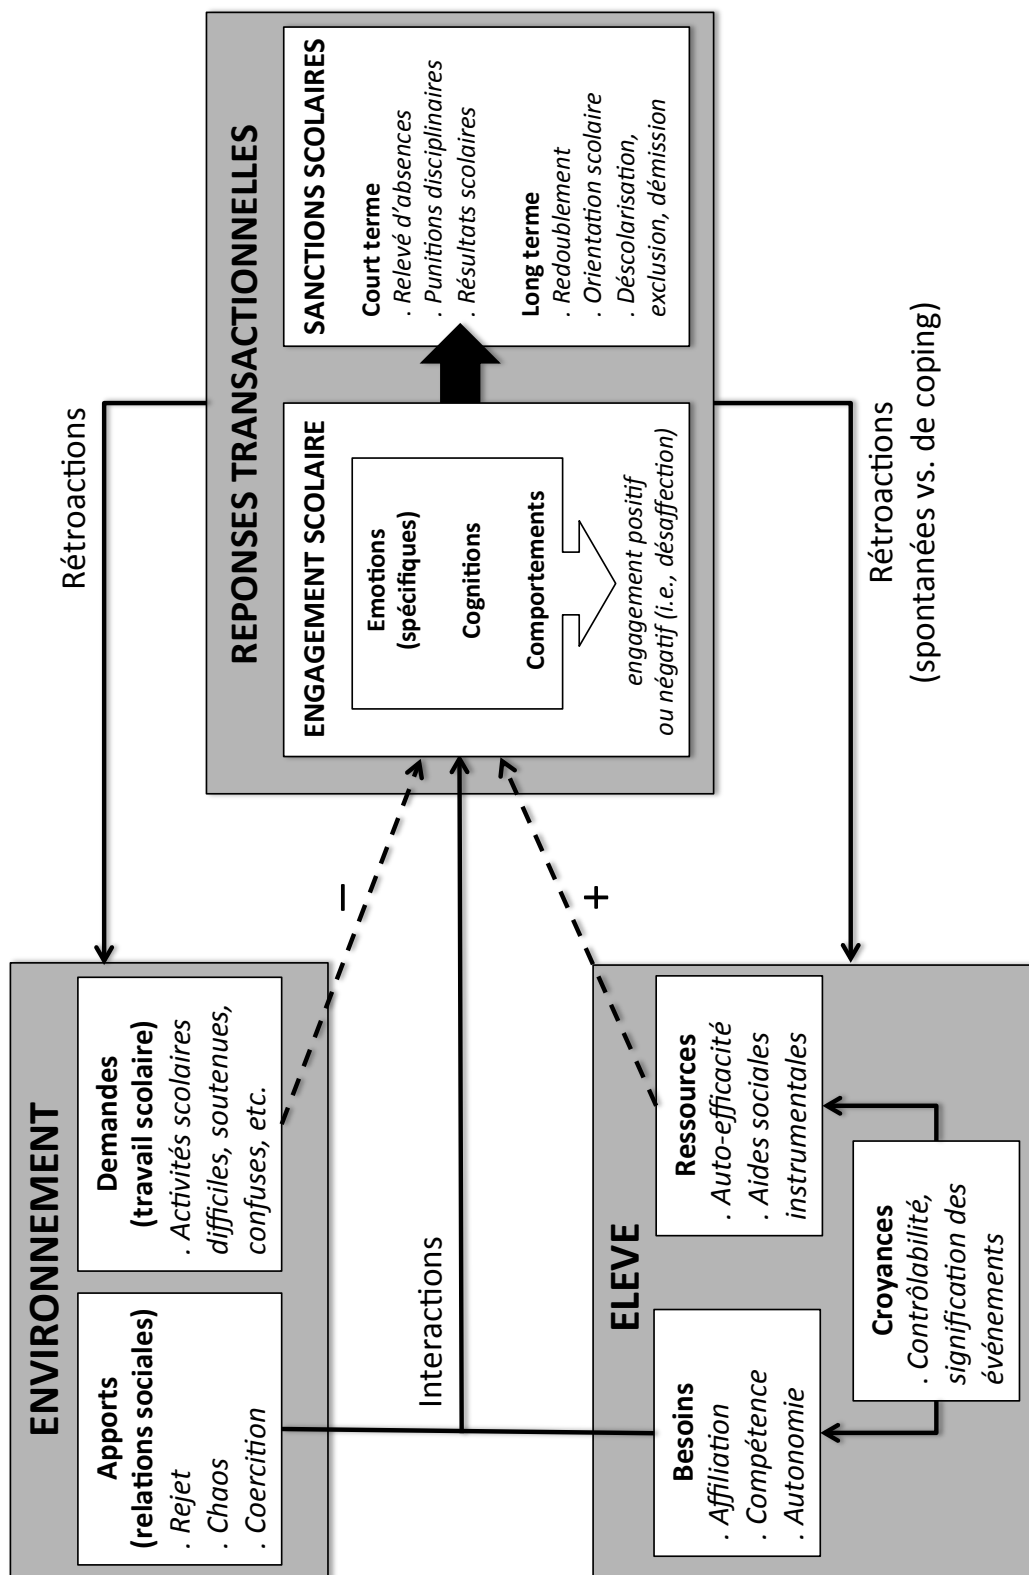 ENVIRONNEMENT
Apports
(relations sociales)
. Rejet
. Chaos
. Coercition
Demandes
(travail scolaire)
. Activités scolaires
difficiles, soutenues,
confuses, etc.
Rétroactions
Interactions
–
+
ELEVE
Besoins
. Affiliation
. Compétence
. Autonomie
Ressources
. Auto-efficacité
. Aides sociales
instrumentales
Croyances
. Contrôlabilité,
signification des
événements
REPONSES TRANSACTIONNELLES
ENGAGEMENT SCOLAIRE
Emotions
(spécifiques)
Cognitions
Comportements
engagement positif
ou négatif (i.e., désaffection)
SANCTIONS SCOLAIRES
Court terme
. Relevé d’absences
. Punitions disciplinaires
. Résultats scolaires
Long terme
. Redoublement
. Orientation scolaire
. Déscolarisation,
exclusion, démission
Rétroactions
(spontanées vs. de coping)